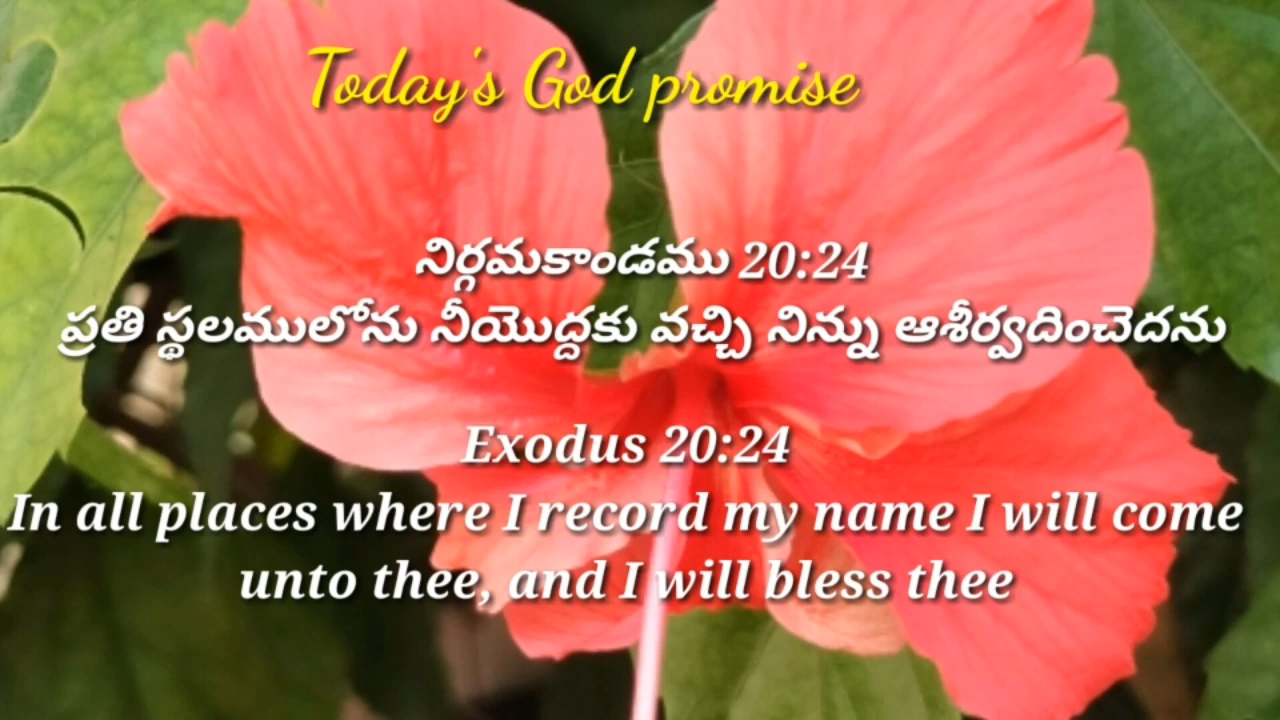 Today's God promise
నిర్గమకాండము 20:24
ప్రతి స్థలములోను నీయొద్దకు వచ్చి నిన్ను ఆశీర్వదించెదను
Exodus 20:24
In all places where I record my name I will come
unto thee, and I will bless thee